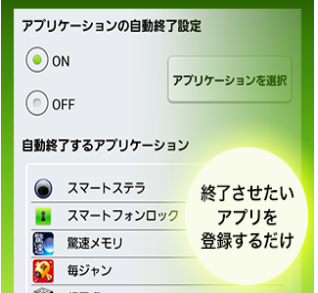 アプリケーションの自動終了設定
ON
アプリケーションを選択
OFF
自動終了するアプリケーション
スマートステラ
スマートフォンロック
驚速メモリ
毎ジャン
終了させたい
アプリを
登録するだけ